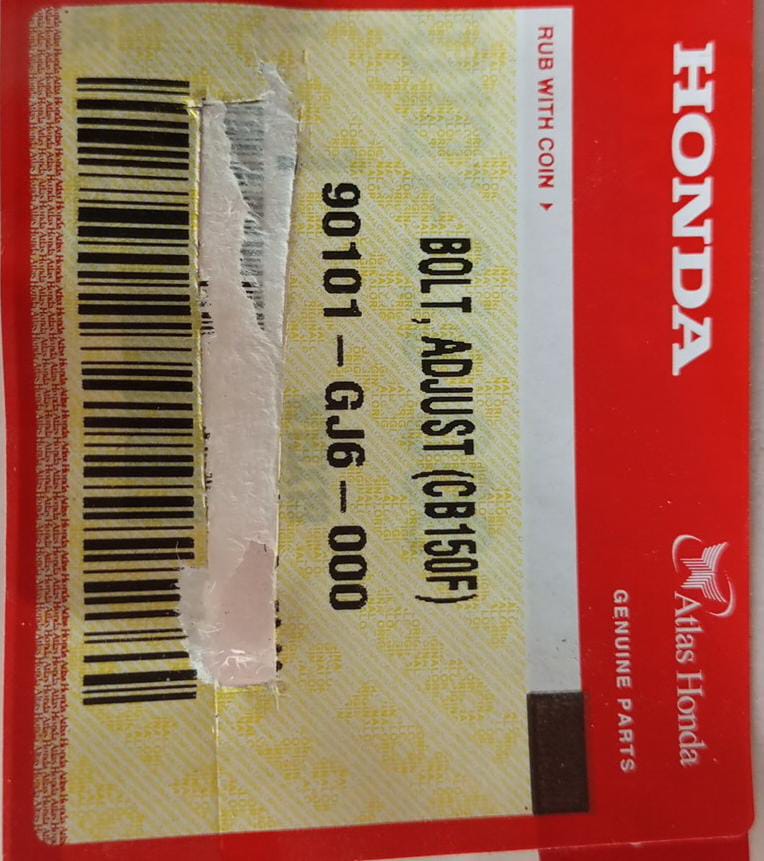 HONDA
Atlas Honda
GENUINE PARTS
RUB WITH COIN
BOLT, ADJUST (CB150F)
90101-GJ6-000